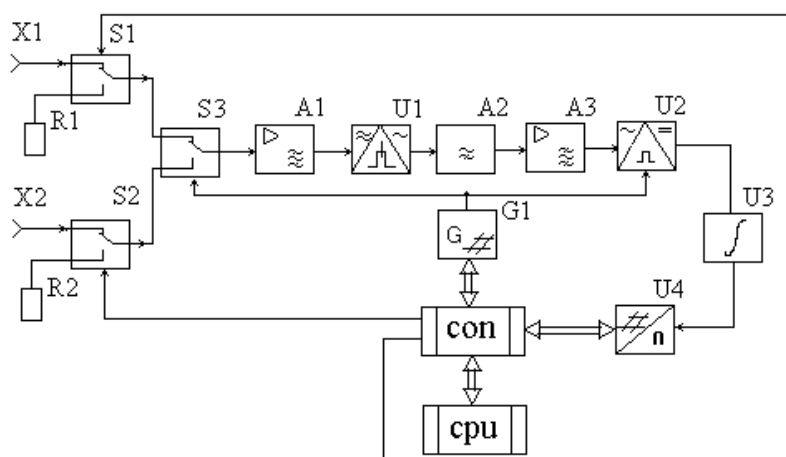 X1 S1
R1
S3 A1 U1 A2 A3 U2
X2 S2
R2
G1
G
U3
U4
n
con
cpu